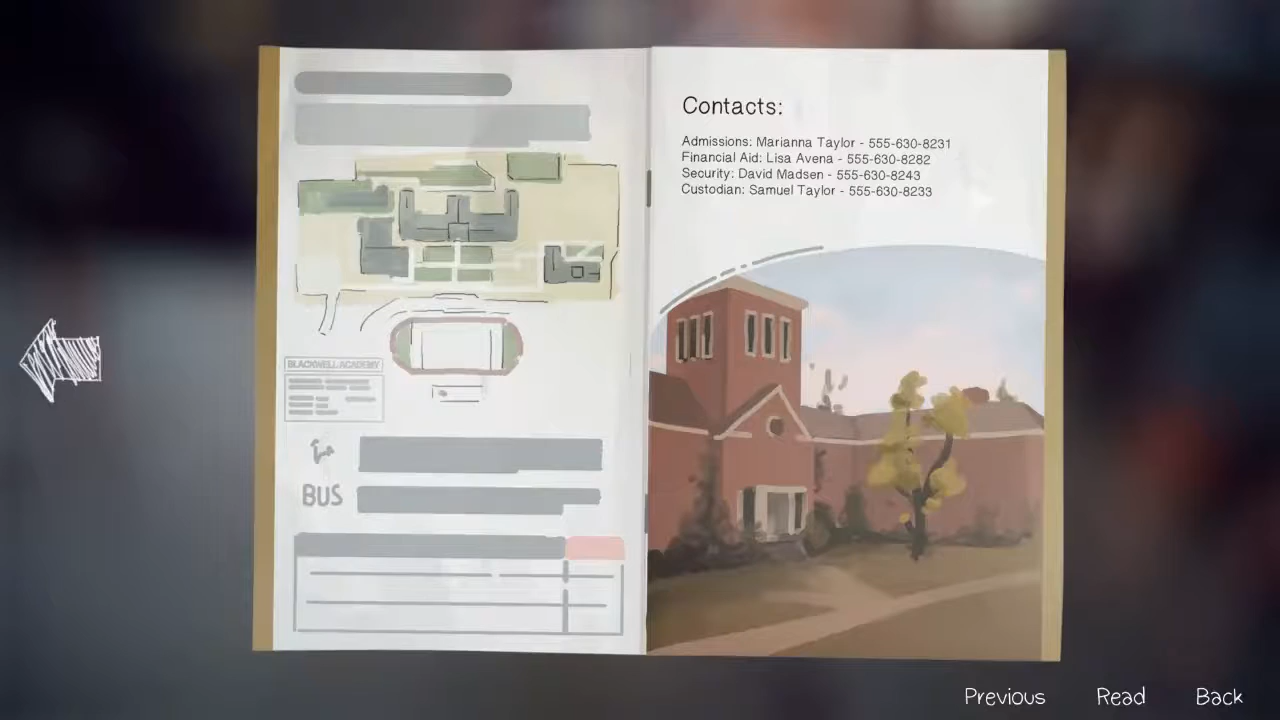 BLACKWELL ACADEMY
BUS
Contacts:
Admissions: Marianna Taylor - 555-630-8231
Financial Aid: Lisa Avena - 555-630-8282
Security: David Madsen - 555-630-8243
Custodian: Samuel Taylor - 555-630-8233
Previous
Read
Back